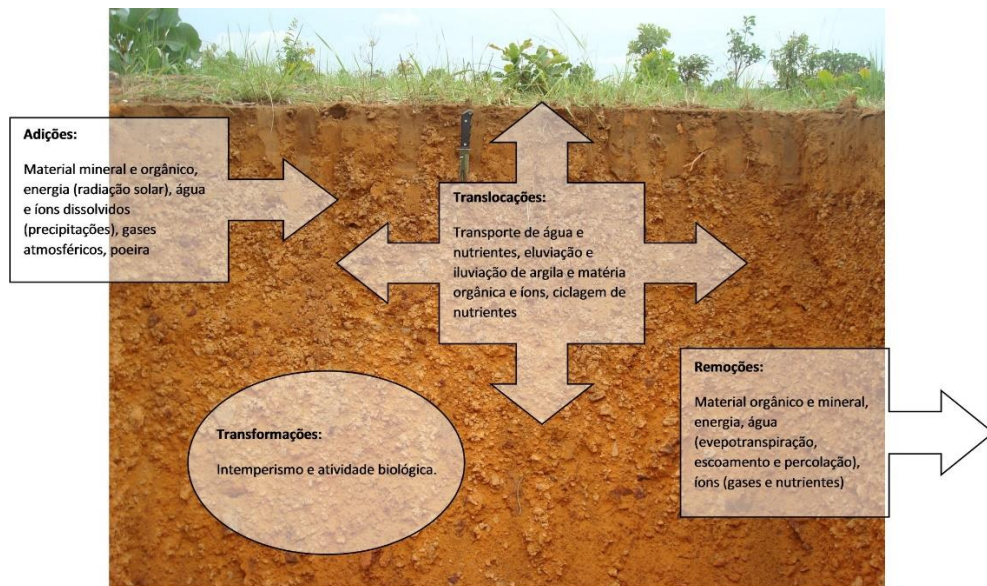 Adições:
Material mineral e orgânico,
energia (radiação solar), água
e íons dissolvidos
(precipitações), gases
atmosféricos, poeira
Translocações:
Transporte de água e
nutrientes, eluviação e
iluviação de argila e matéria
orgânica e íons, ciclagem de
nutrientes
Transformações:
Intemperismo e atividade biológica.
Remoções:
Material orgânico e mineral,
energia, água
(evepotranspiração,
escoamento e percolação),
íons (gases e nutrientes)